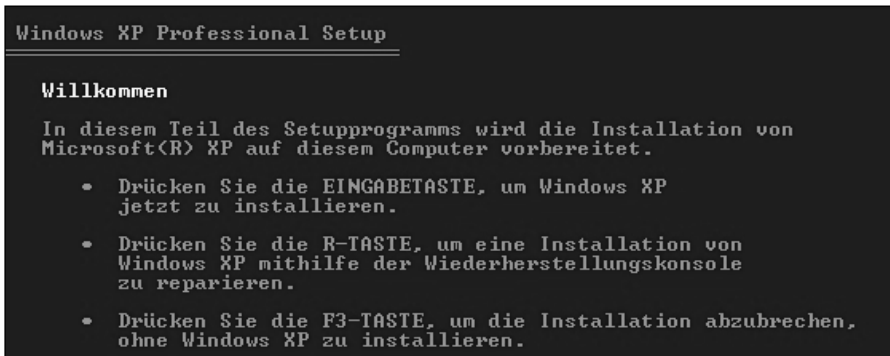 Windows XP Professional Setup
Willkommen
In diesem Teil des Setupprogramms wird die Installation von
Microsoft(R) XP auf diesem Computer vorbereitet.
• Drücken Sie die EINGABETASTE, um Windows XP
jetzt zu installieren.
• Drücken Sie die R-TASTE, um eine Installation von
Windows XP mithilfe der Wiederherstellungskonsole
zu reparieren.
• Drücken Sie die F3-TASTE, um die Installation abzubrechen,
ohne Windows XP zu installieren.